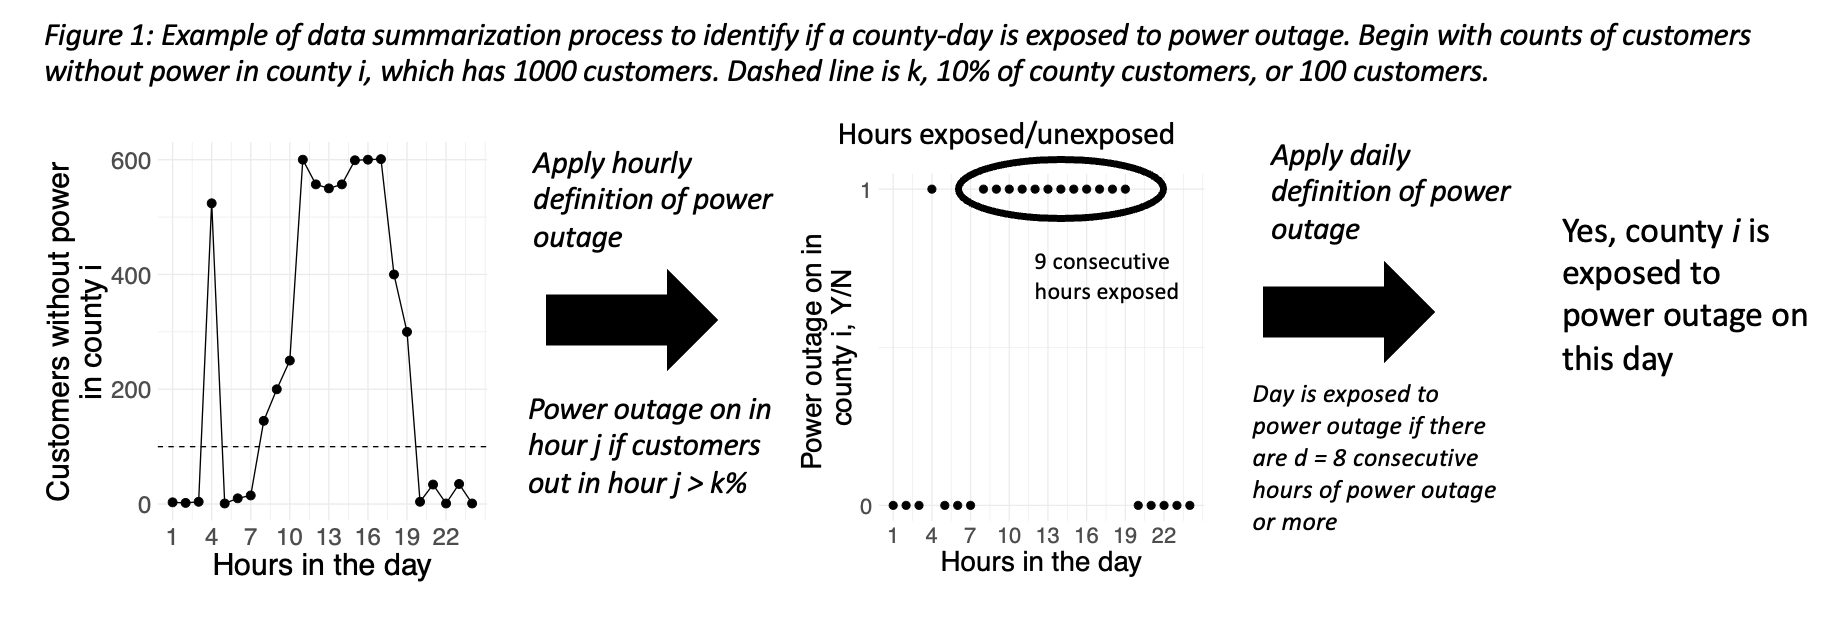 Figure 1: Example of data summarization process to identify if a county-day is exposed to power outage. Begin with counts of customers
without power in county i, which has 1000 customers. Dashed line is k, 10% of county customers, or 100 customers.
Customers without power
in county i
600
400
200
0
1 4 7 10 13 16 19 22
Hours in the day
Apply hourly
definition of power
outage
Power outage on in
hour j if customers
out in hour j > k%
Hours exposed/unexposed
Power outage on in
county i, Y/N
1
0
9 consecutive
hours exposed
1 4 7 10 13 16 19 22
Hours in the day
Apply daily
definition of power
outage
Day is exposed to
power outage if there
are d = 8 consecutive
hours of power outage
or more
Yes, county i is
exposed to
power outage on
this day